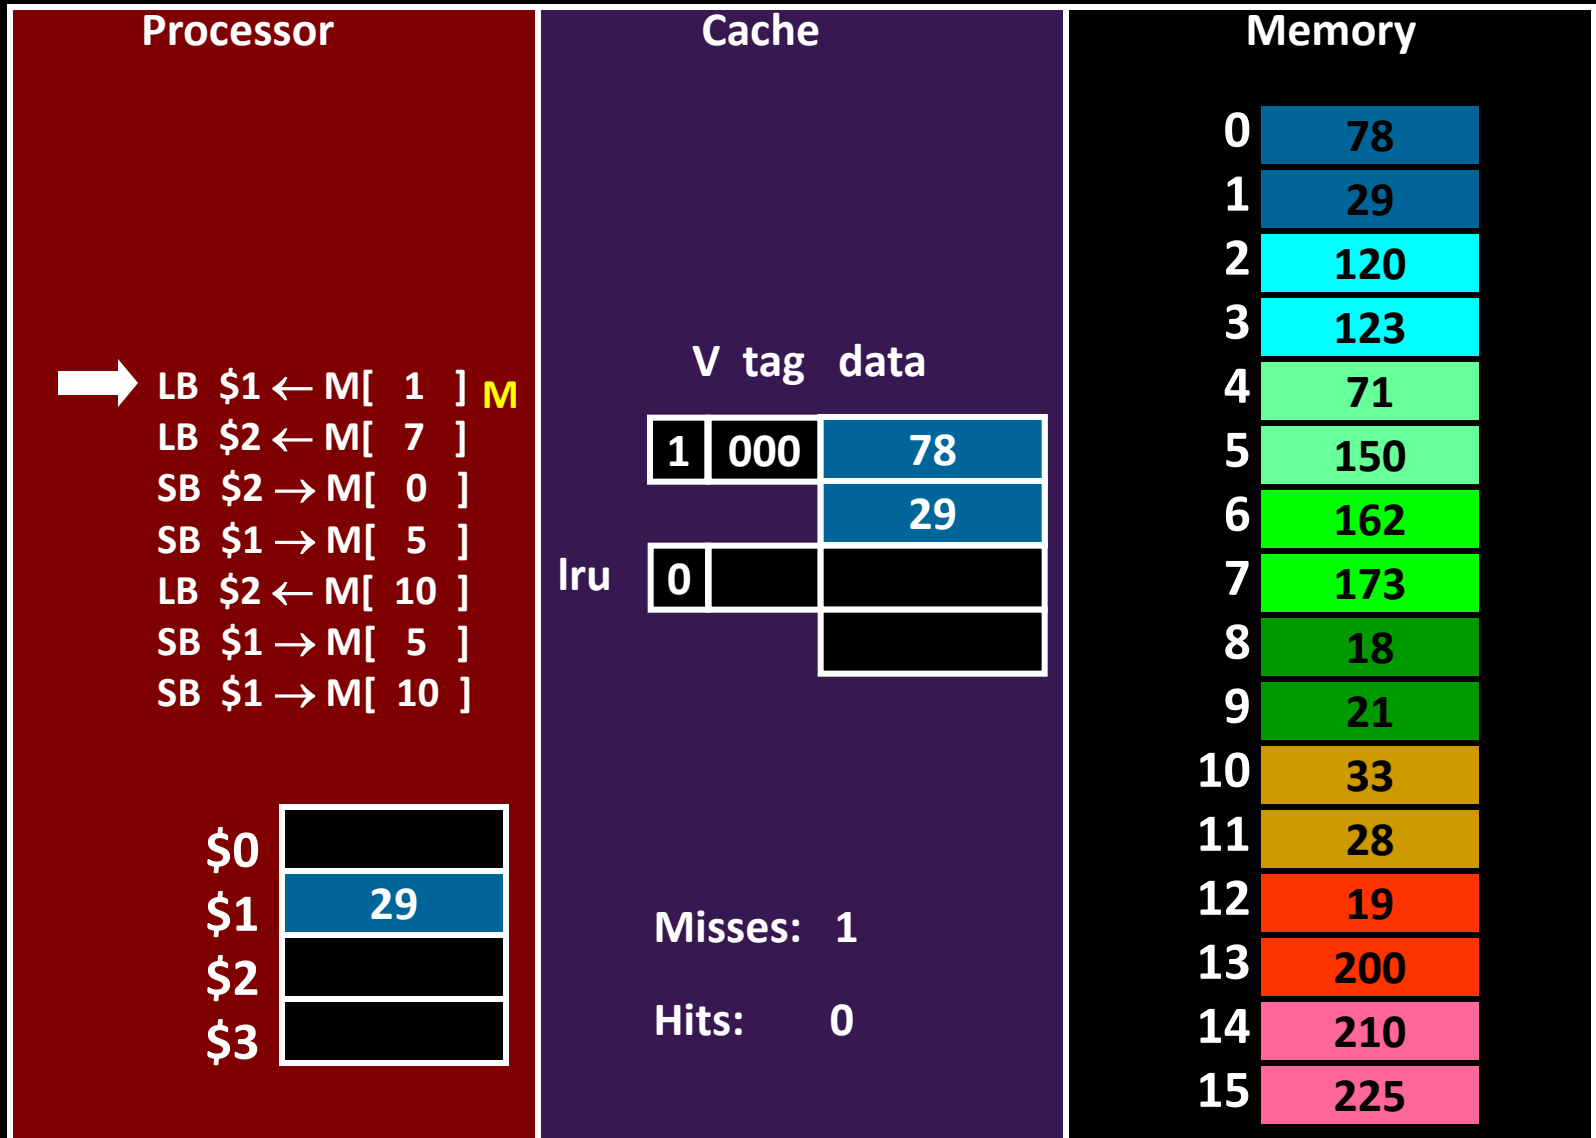 Processor
LB $1 ← M[ 1 ] M
LB $2 ← M[ 7 ]
SB $2 → M[ 0 ]
SB $1 → M[ 5 ]
LB $2 ← M[ 10 ]
SB $1 → M[ 5 ]
SB $1 → M[ 10 ]
$0
$1 29
$2
$3
Cache
V tag data
1 000 78
29
lru 0
Misses: 1
Hits: 0
Memory
0 78
1 29
2 120
3 123
4 71
5 150
6 162
7 173
8 18
9 21
10 33
11 28
12 19
13 200
14 210
15 225